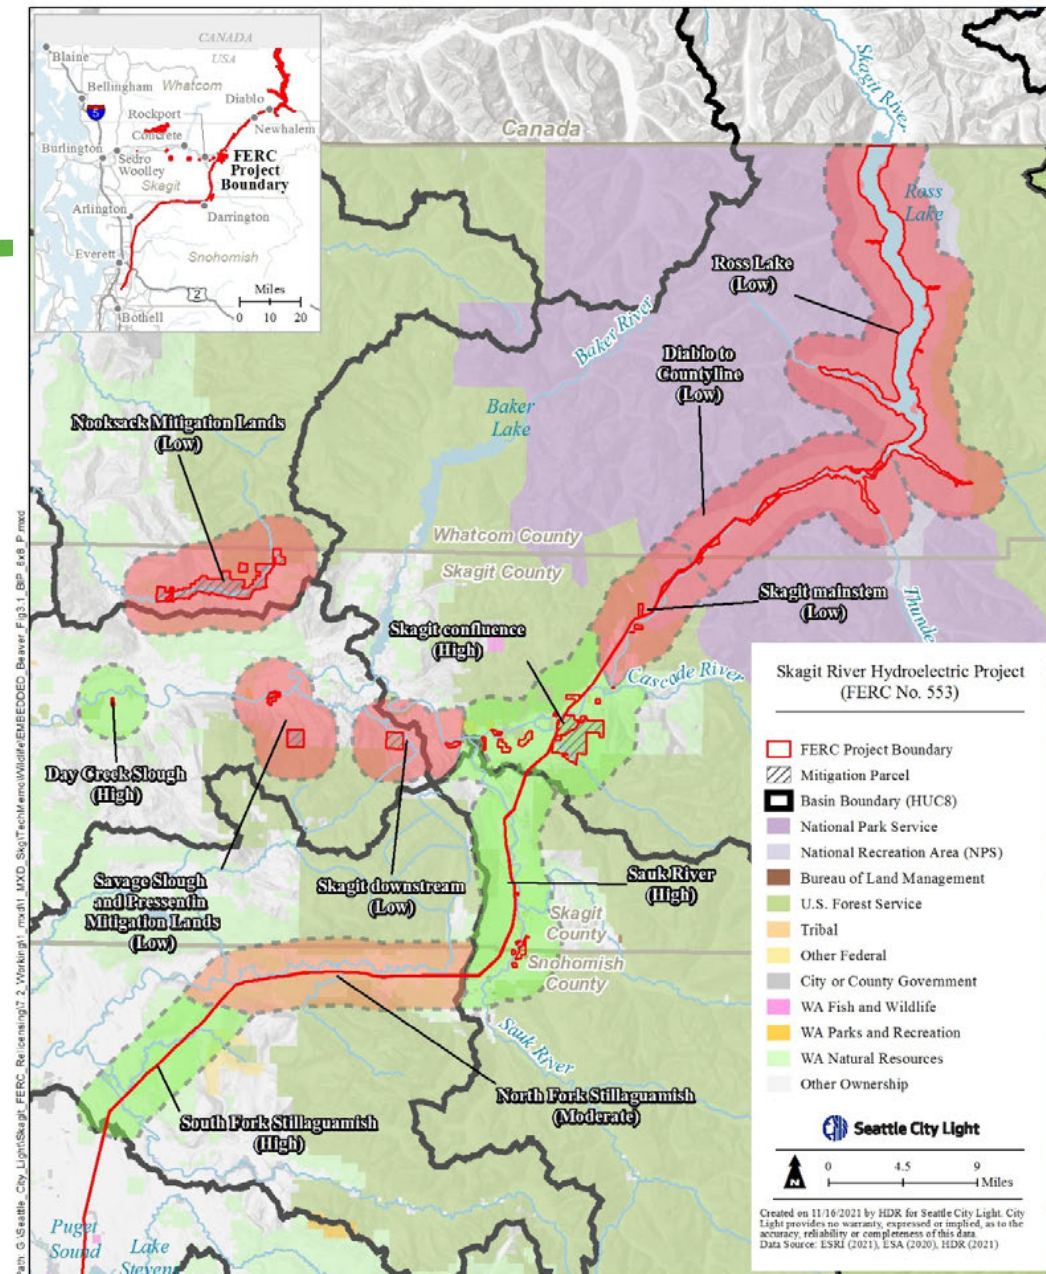 CANADA
USA
Blaine
Bellingham
Whatcom
5
Diablo
Rockport
Newhalem
Concrete
Burlington
Sedro
Woolley
FERC
Project
Boundary
Skagit
Arlington
Darrington
Everett
Snohomish
2
Miles
0 10 20
Bothell
Canada
Skagit River
Ross
Lake
Ross Lake
(Low)
Baker River
Diablo to
Countyline
(Low)
Baker
Lake
Nooksack Mitigation Lands
(Low)
Whatcom County
Skagit County
Skagit mainstem
(Low)
Skagit confluence
(High)
Thunde
Cascade River
Day Creek Slough
(High)
Savage Slough
and Pressentin
Mitigation Lands
(Low)
Skagit downstream
(Low)
Sauk River
(High)
Skagit
County
Snohomish
County
Sauk River
North Fork Stillaguamish
(Moderate)
South Fork Stillaguamish
(High)
Puget
Sound
Lake
Stevens
Skagit River Hydroelectric Project
(FERC No. 553)
FERC Project Boundary
Mitigation Parcel
Basin Boundary (HUC8)
National Park Service
National Recreation Area (NPS)
Bureau of Land Management
U.S. Forest Service
Tribal
Other Federal
City or County Government
WA Fish and Wildlife
WA Parks and Recreation
WA Natural Resources
Other Ownership
Seattle City Light
N
0 4.5 9
Miles
Created on 11/16/2021 by HDR for Seattle City Light. City
Light provides no warranty, expressed or implied, as to the
accuracy, reliability or completeness of this data.
Data Source: ESRI (2021), ESA (2020), HDR (2021)